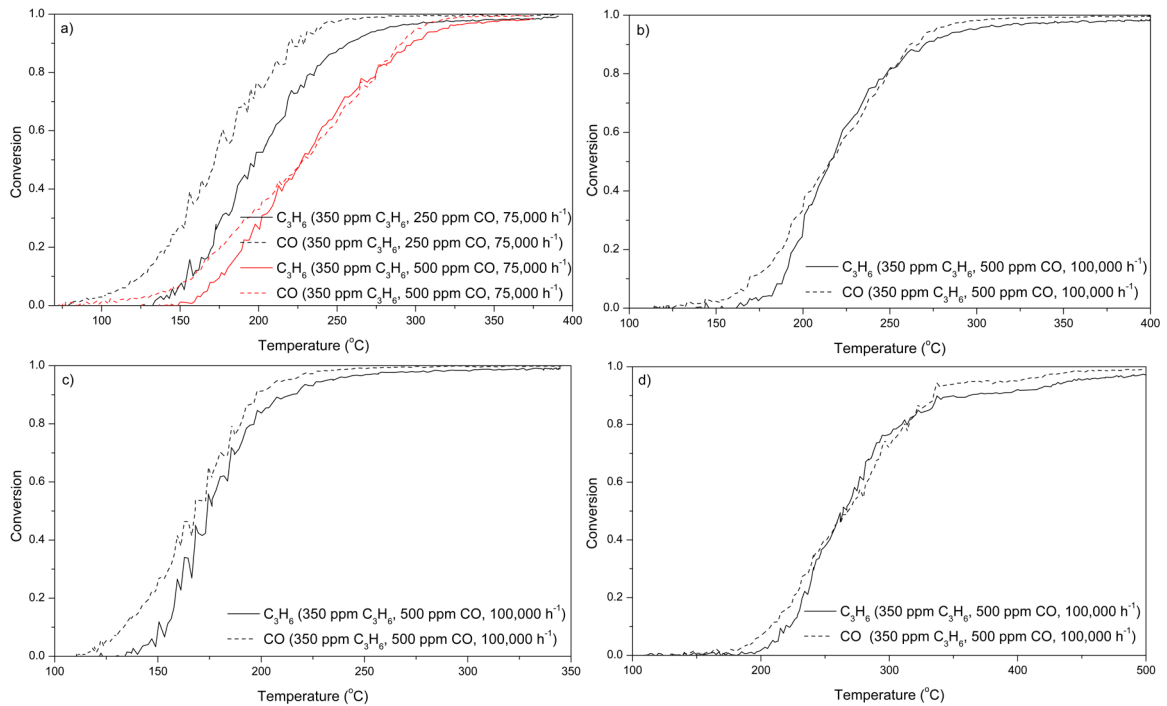 a)
1.0
0.8
0.6
0.4
0.2
0.0
Conversion
C₃H₆ (350 ppm C₃H₆, 250 ppm CO, 75,000 h⁻¹)
CO (350 ppm C₃H₆, 250 ppm CO, 75,000 h⁻¹)
C₃H₆ (350 ppm C₃H₆, 500 ppm CO, 75,000 h⁻¹)
CO (350 ppm C₃H₆, 500 ppm CO, 75,000 h⁻¹)
100 150 200 250 300 350 400
Temperature (°C)
b)
1.0
0.8
0.6
0.4
0.2
0.0
Conversion
C₃H₆ (350 ppm C₃H₆, 500 ppm CO, 100,000 h⁻¹)
CO (350 ppm C₃H₆, 500 ppm CO, 100,000 h⁻¹)
100 150 200 250 300 350 400
Temperature (°C)
c)
1.0
0.8
0.6
0.4
0.2
0.0
Conversion
C₃H₆ (350 ppm C₃H₆, 500 ppm CO, 100,000 h⁻¹)
CO (350 ppm C₃H₆, 500 ppm CO, 100,000 h⁻¹)
100 150 200 250 300 350
Temperature (°C)
d)
1.0
0.8
0.6
0.4
0.2
0.0
Conversion
C₃H₆ (350 ppm C₃H₆, 500 ppm CO, 100,000 h⁻¹)
CO (350 ppm C₃H₆, 500 ppm CO, 100,000 h⁻¹)
100 200 300 400 500
Temperature (°C)